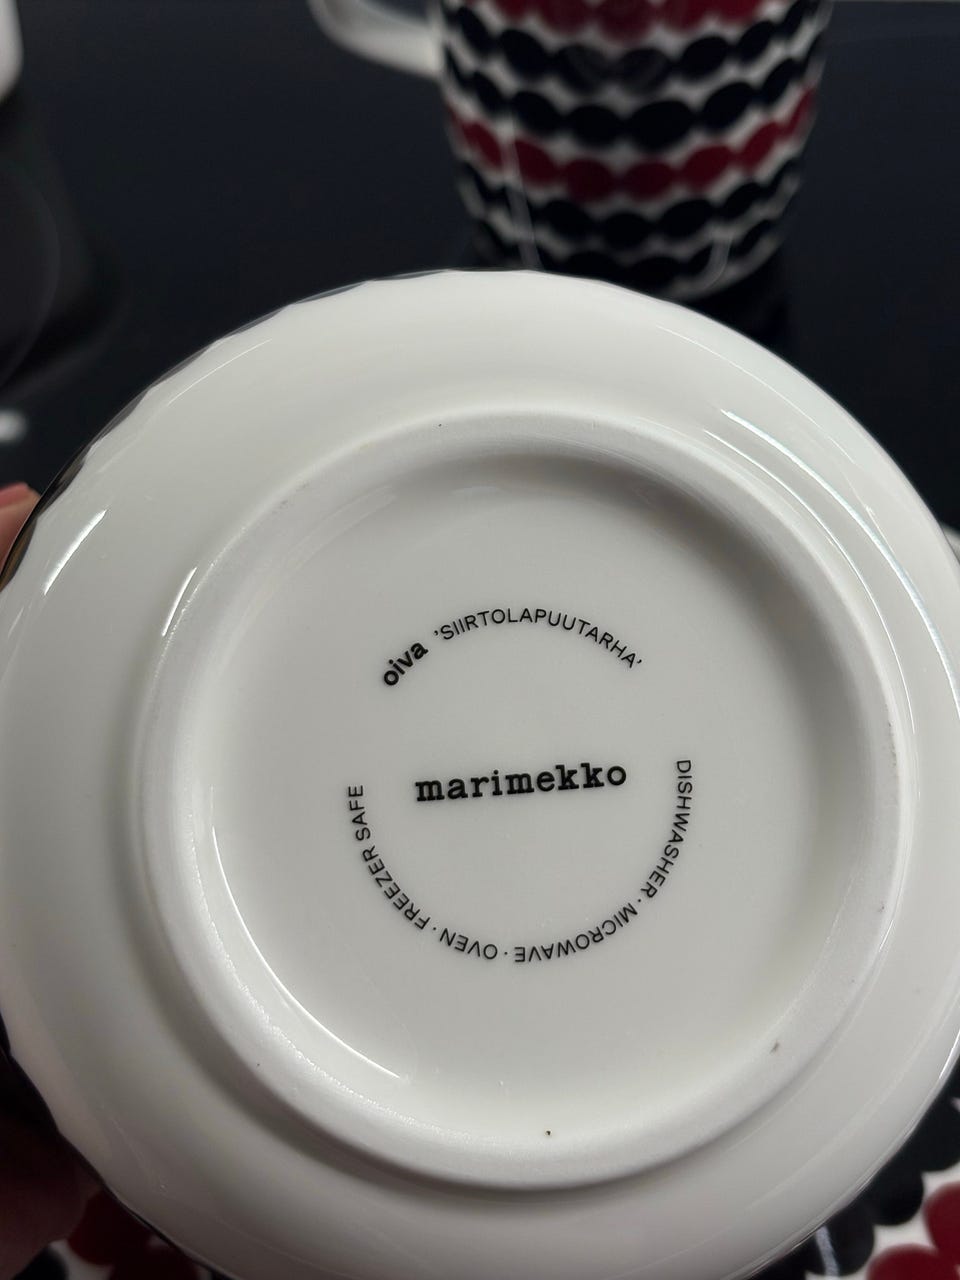 oiva 'SIIRTOLAPUUTARHA'
marimekko
DISHWASHER · MICROWAVE · OVEN · FREEZER SAFE